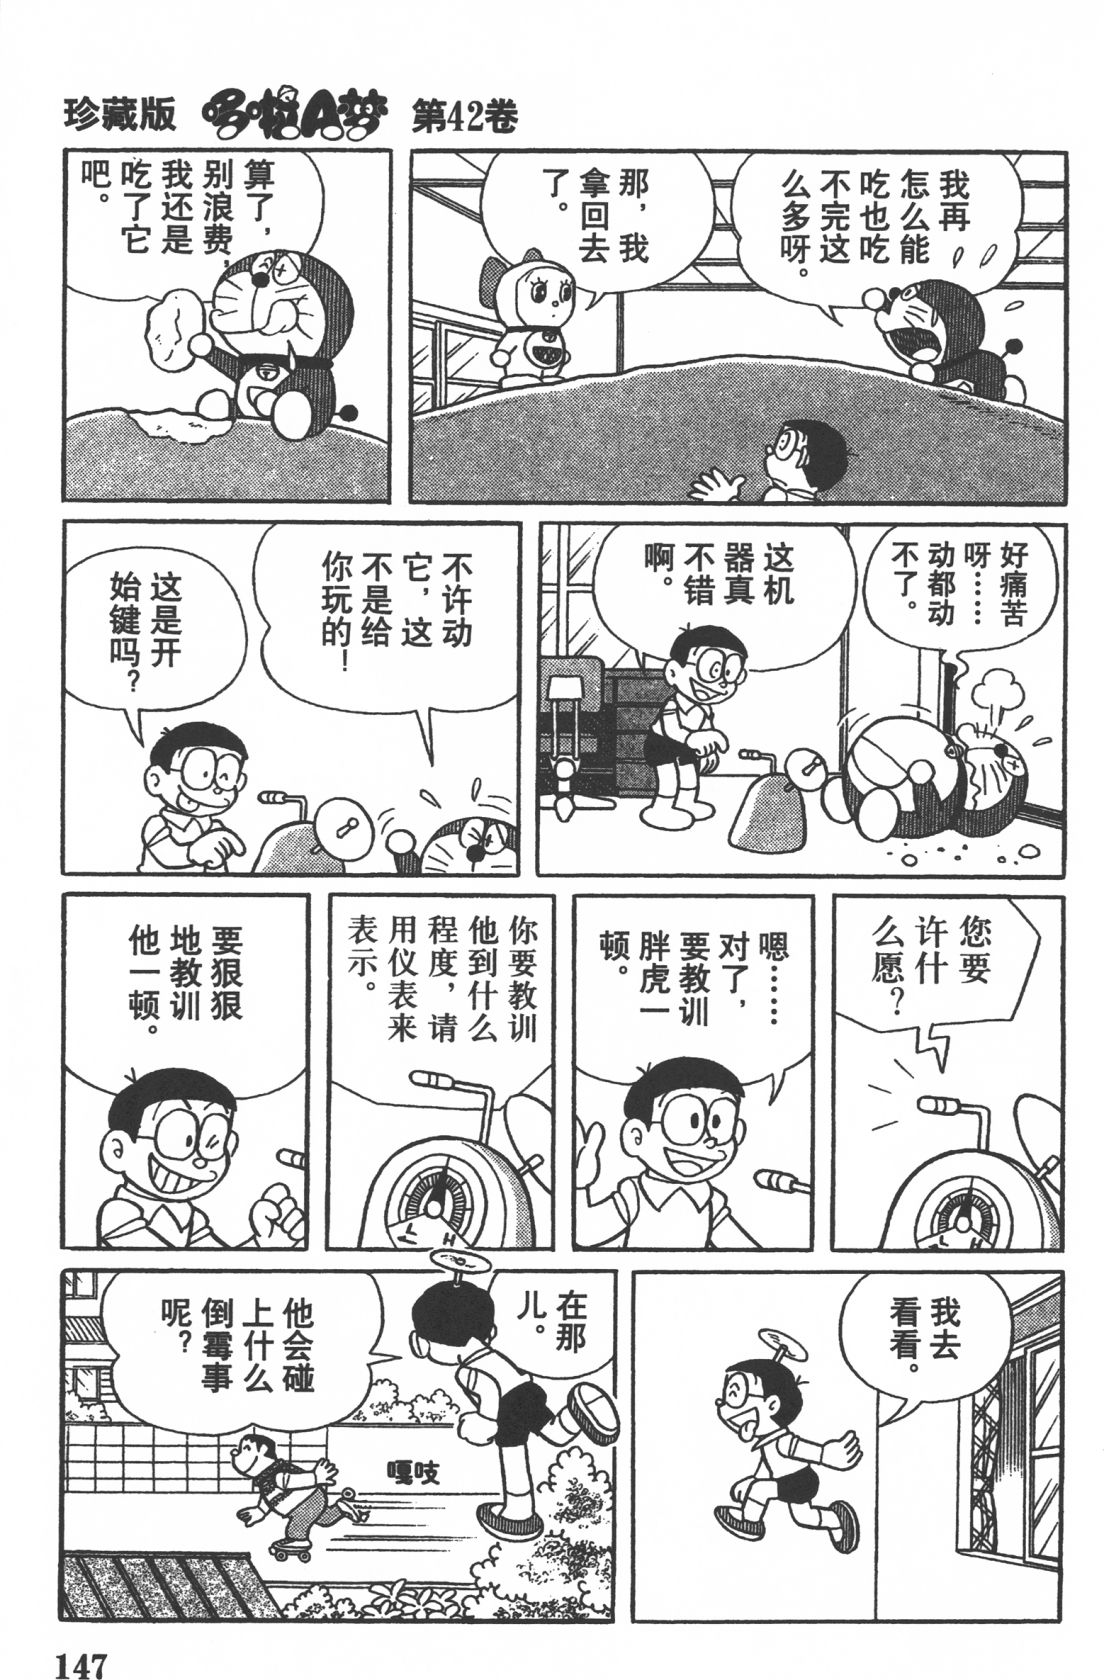 珍藏版 哆啦A梦 第42卷
我再
怎么能
吃也吃
不完这
么多呀。
那，我
拿回去
了。
算了，
别浪费，
我还是
吃了它
吧。
好痛苦
呀……
动都动
不了。
这机
器真
不错
啊。
不许动
它，这
不是给
你玩的！
这是开
始键吗？
您要
许什
么愿？
嗯……
对了，
要教训
胖虎一
顿。
你要教训
他到什么
程度，请
用仪表来
表示。
L
H
要狠狠
地教训
他一顿。
我去
看看。
在那
儿。
他会碰
上什么
倒霉事
呢？
嘎吱
147